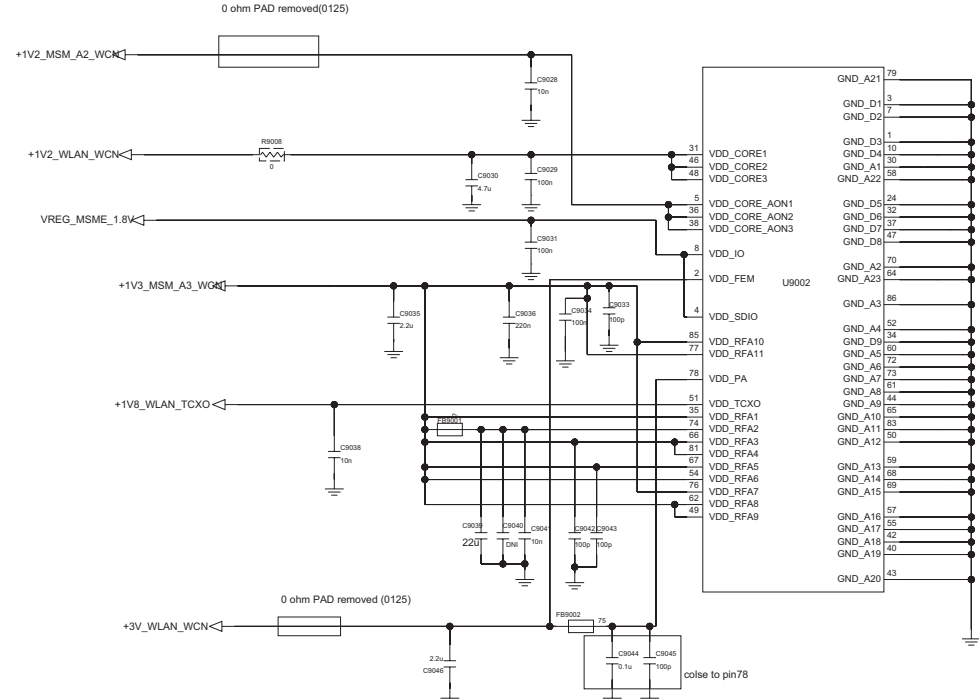 0 ohm PAD removed(0125)
+1V2_MSM_A2_WCN
C9028
10n
+1V2_WLAN_WCN
R9008
0
C9030
4.7u
C9029
100n
VREG_MSME_1.8V
C9031
100n
+1V3_MSM_A3_WCN
C9035
2.2u
C9036
220n
C9034
100n
C9033
100p
+1V8_WLAN_TCXO
C9038
10n
FB9001
C9039
22u
C9040
DNI
C9041
10n
C9042
100p
C9043
100p
0 ohm PAD removed (0125)
+3V_WLAN_WCN
2.2u
C9046
FB9002
75
C9044
0.1u
C9045
100p
colse to pin78
U9002
31 VDD_CORE1
46 VDD_CORE2
48 VDD_CORE3
5 VDD_CORE_AON1
36 VDD_CORE_AON2
38 VDD_CORE_AON3
8 VDD_IO
2 VDD_FEM
4 VDD_SDIO
85 VDD_RFA10
77 VDD_RFA11
78 VDD_PA
51 VDD_TCXO
35 VDD_RFA1
74 VDD_RFA2
66 VDD_RFA3
81 VDD_RFA4
67 VDD_RFA5
54 VDD_RFA6
76 VDD_RFA7
62 VDD_RFA8
49 VDD_RFA9
GND_A21 79
GND_D1 3
GND_D2 7
GND_D3 1
GND_D4 10
GND_A1 30
GND_A22 58
GND_D5 24
GND_D6 32
GND_D7 37
GND_D8 47
GND_A2 70
GND_A23 64
GND_A3 86
GND_A4 52
GND_D9 34
GND_A5 60
GND_A6 72
GND_A7 73
GND_A8 61
GND_A9 44
GND_A10 65
GND_A11 83
GND_A12 50
GND_A13 59
GND_A14 68
GND_A15 69
GND_A16 57
GND_A17 55
GND_A18 42
GND_A19 40
GND_A20 43